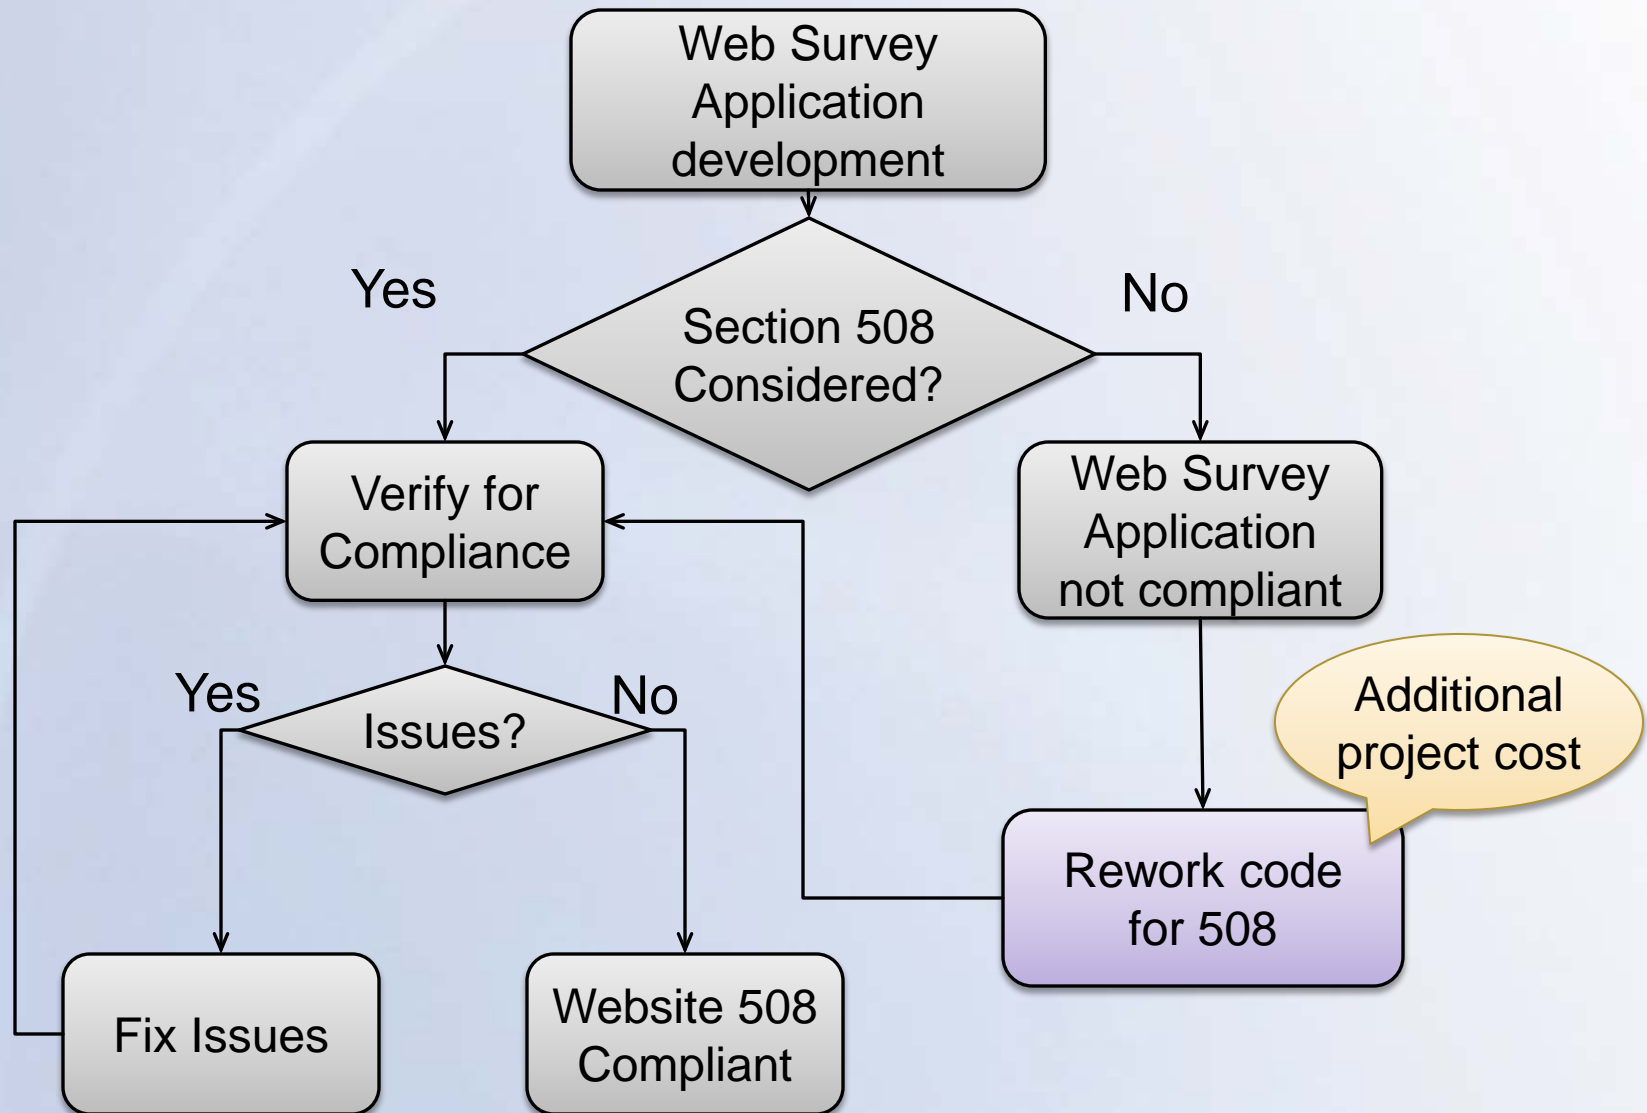 Web Survey
Application
development
Yes
No
Section 508
Considered?
Verify for
Compliance
Web Survey
Application
not compliant
Yes
No
Issues?
Additional
project cost
Rework code
for 508
Fix Issues
Website 508
Compliant